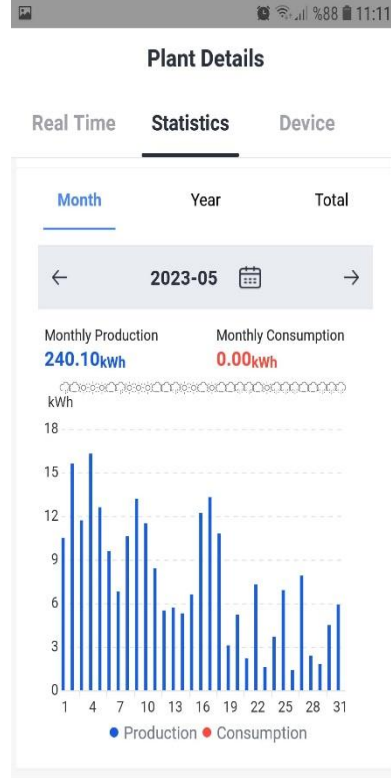 %88 11:11
Plant Details
Real Time Statistics Device
Month Year Total
← 2023-05 →
Monthly Production Monthly Consumption
240.10kWh 0.00kWh
kWh
18
15
12
9
6
3
0
1 4 7 10 13 16 19 22 25 28 31
Production Consumption